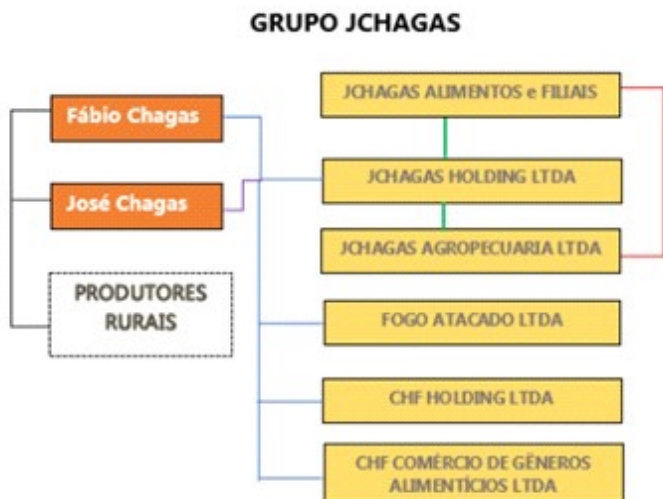 GRUPO JCHAGAS
Fábio Chagas
José Chagas
PRODUTORES
RURAIS
JCHAGAS ALIMENTOS e FILIAIS
JCHAGAS HOLDING LTDA
JCHAGAS AGROPECUARIA LTDA
FOGO ATACADO LTDA
CHF HOLDING LTDA
CHF COMÉRCIO DE GÊNEROS
ALIMENTÍCIOS LTDA